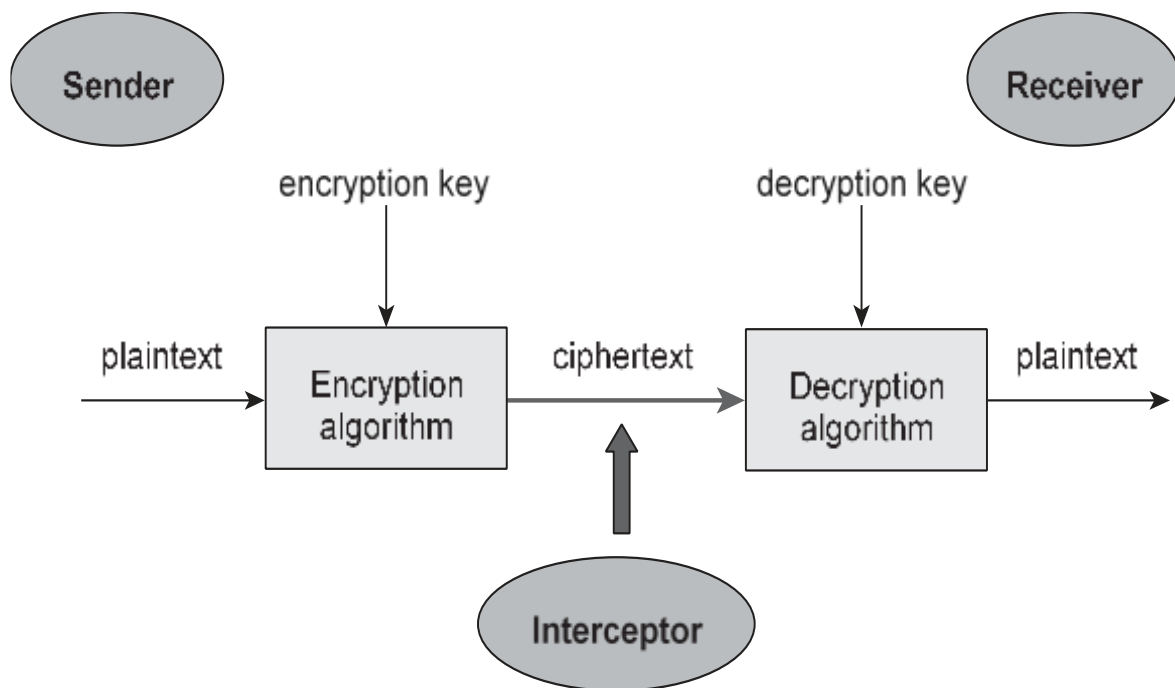 Sender
Receiver
encryption key
decryption key
plaintext
Encryption
algorithm
ciphertext
Decryption
algorithm
plaintext
Interceptor